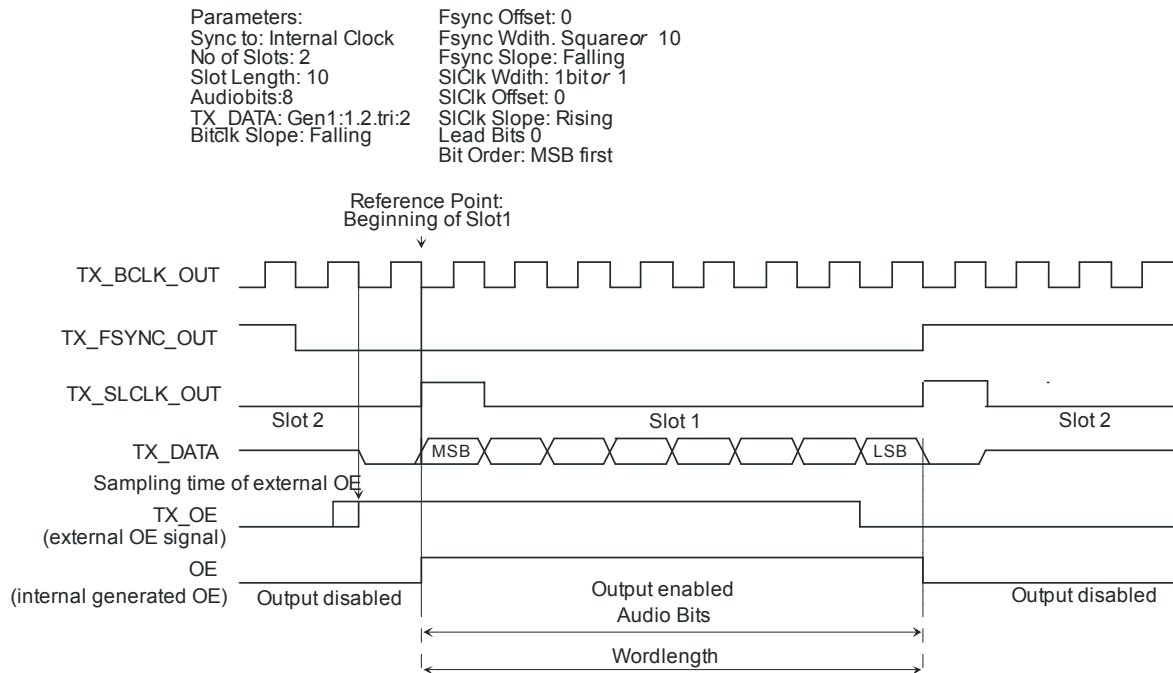 Parameters:
Sync to: Internal Clock
No of Slots: 2
Slot Length: 10
Audiobits:8
TX_DATA: Gen1:1.2.tri:2
Bitclk Slope: Falling
Fsync Offset: 0
Fsync Wdith. Squareor 10
Fsync Slope: Falling
SlClk Wdith: 1bitor 1
SlClk Offset: 0
SlClk Slope: Rising
Lead Bits 0
Bit Order: MSB first
Reference Point:
Beginning of Slot1
TX_BCLK_OUT
TX_FSYNC_OUT
TX_SLCLK_OUT
Slot 2
Slot 1
Slot 2
TX_DATA
MSB
LSB
Sampling time of external OE
TX_OE
(external OE signal)
OE
(internal generated OE)
Output disabled
Output enabled
Output disabled
Audio Bits
Wordlength